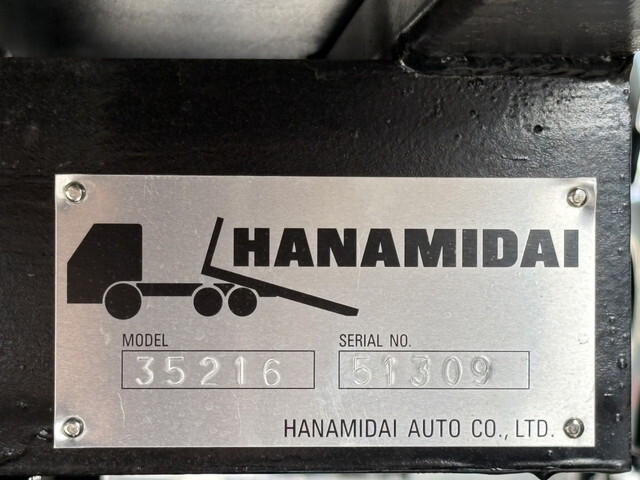 HANAMIDAI
MODEL SERIAL NO.
35216 51309
HANAMIDAI AUTO CO., LTD.